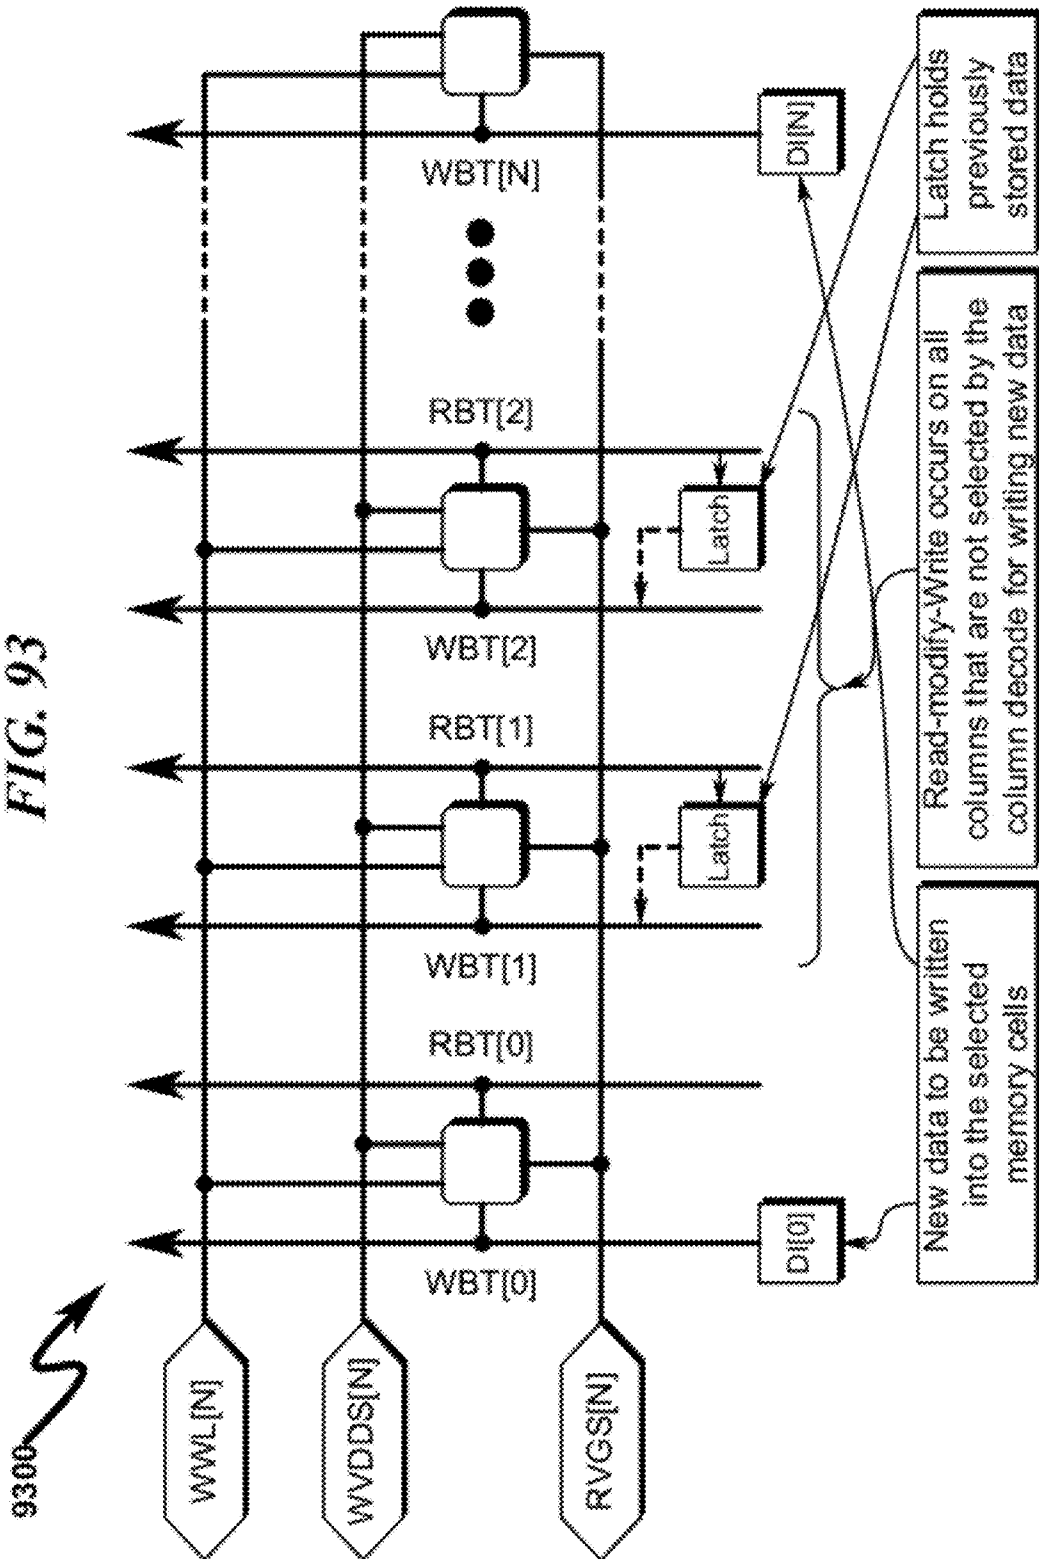 FIG. 93
9300
WWL[N]
WVDDS[N]
RVGS[N]
WBT[0]
RBT[0]
WBT[1]
RBT[1]
WBT[2]
RBT[2]
WBT[N]
DI[0]
Latch
Latch
DI[N]
New data to be written
into the selected
memory cells
Read-modify-Write occurs on all
columns that are not selected by the
column decode for writing new data
Latch holds
previously
stored data